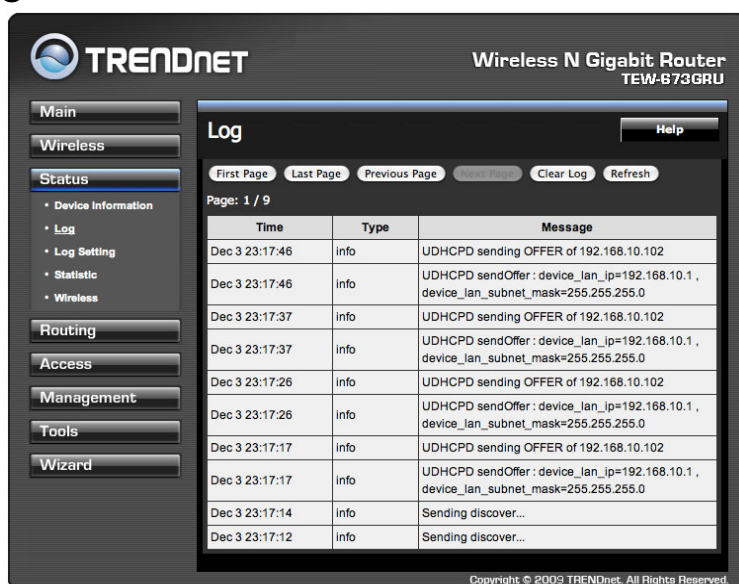 TRENDNET
Wireless N Gigabit Router
TEW-673GRU
Main
Wireless
Status
• Device Information
• Log
• Log Setting
• Statistic
• Wireless
Routing
Access
Management
Tools
Wizard
Log
Help
First Page Last Page Previous Page Next Page Clear Log Refresh
Page: 1 / 9
Time Type Message
Dec 3 23:17:46 info UDHCPD sending OFFER of 192.168.10.102
Dec 3 23:17:46 info UDHCPD sendOffer : device_lan_ip=192.168.10.1 ,
device_lan_subnet_mask=255.255.255.0
Dec 3 23:17:37 info UDHCPD sending OFFER of 192.168.10.102
Dec 3 23:17:37 info UDHCPD sendOffer : device_lan_ip=192.168.10.1 ,
device_lan_subnet_mask=255.255.255.0
Dec 3 23:17:26 info UDHCPD sending OFFER of 192.168.10.102
Dec 3 23:17:26 info UDHCPD sendOffer : device_lan_ip=192.168.10.1 ,
device_lan_subnet_mask=255.255.255.0
Dec 3 23:17:17 info UDHCPD sending OFFER of 192.168.10.102
Dec 3 23:17:17 info UDHCPD sendOffer : device_lan_ip=192.168.10.1 ,
device_lan_subnet_mask=255.255.255.0
Dec 3 23:17:14 info Sending discover...
Dec 3 23:17:12 info Sending discover...
Copyright © 2009 TRENDnet. All Rights Reserved.